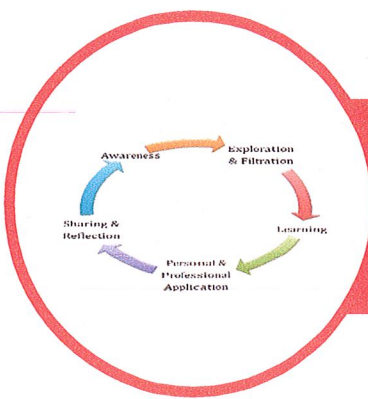 Awareness
Exploration
& Filtration
Learning
Personal &
Professional
Application
Sharing &
Reflection